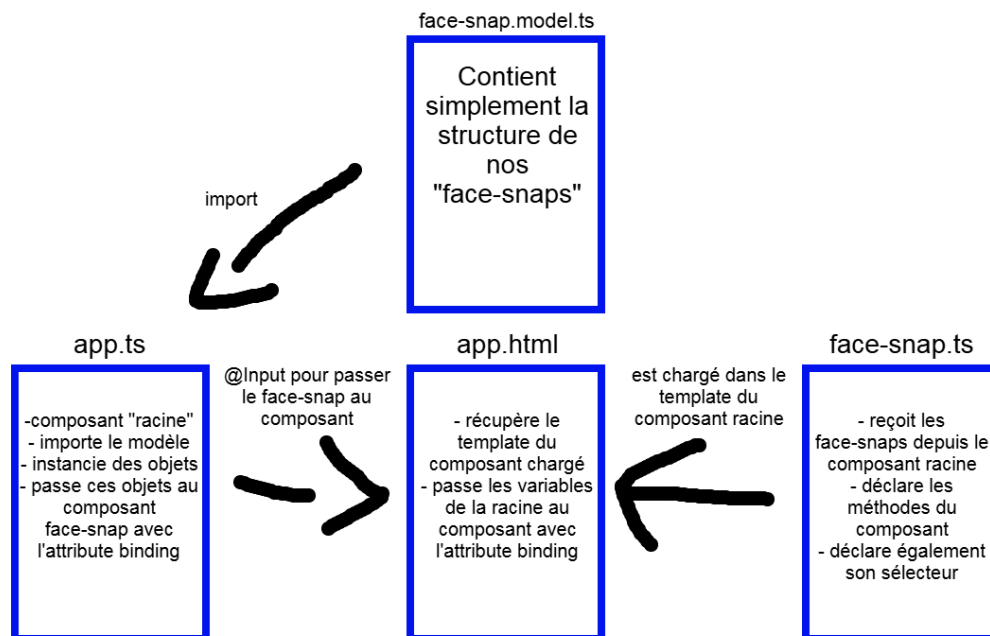 face-snap.model.ts
Contient
simplement la
structure de
nos
"face-snaps"
import
app.ts
-composant "racine"
- importe le modèle
- instancie des objets
- passe ces objets au
composant
face-snap avec
l'attribute binding
@Input pour passer
le face-snap au
composant
app.html
- récupère le
template du
composant chargé
- passe les variables
de la racine au
composant avec
l'attribute binding
est chargé dans le
template du
composant racine
face-snap.ts
- reçoit les
face-snaps depuis le
composant racine
- déclare les
méthodes du
composant
- déclare également
son sélecteur